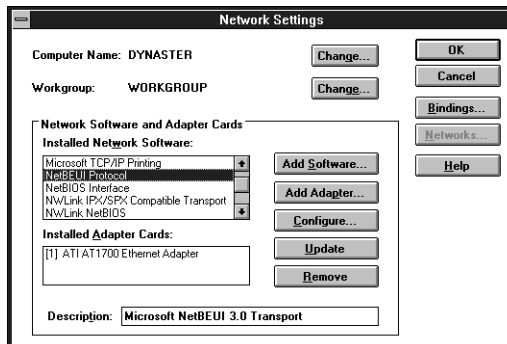 Network Settings
Computer Name: DYNASTER
Change...
Workgroup: WORKGROUP
Change...
OK
Cancel
Bindings...
Networks...
Help
Network Software and Adapter Cards
Installed Network Software:
Microsoft TCP/IP Printing
NetBEUI Protocol
NetBIOS Interface
NWLink IPX/SPX Compatible Transport
NWLink NetBIOS
Add Software...
Add Adapter...
Configure...
Update
Remove
Installed Adapter Cards:
[1] ATI AT1700 Ethernet Adapter
Description: Microsoft NetBEUI 3.0 Transport